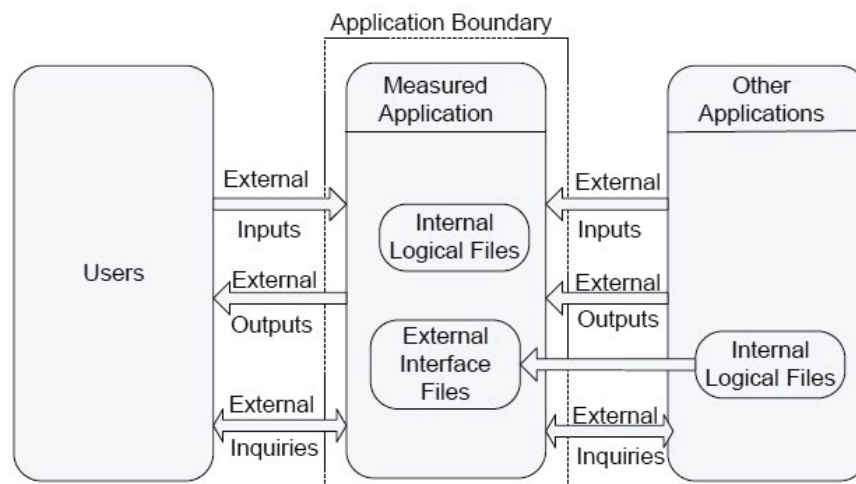 Application Boundary
Measured
Application
Other
Applications
External
Inputs
External
Inputs
Internal
Logical Files
Users
External
Outputs
External
Outputs
External
Interface
Files
Internal
Logical Files
External
Inquiries
External
Inquiries